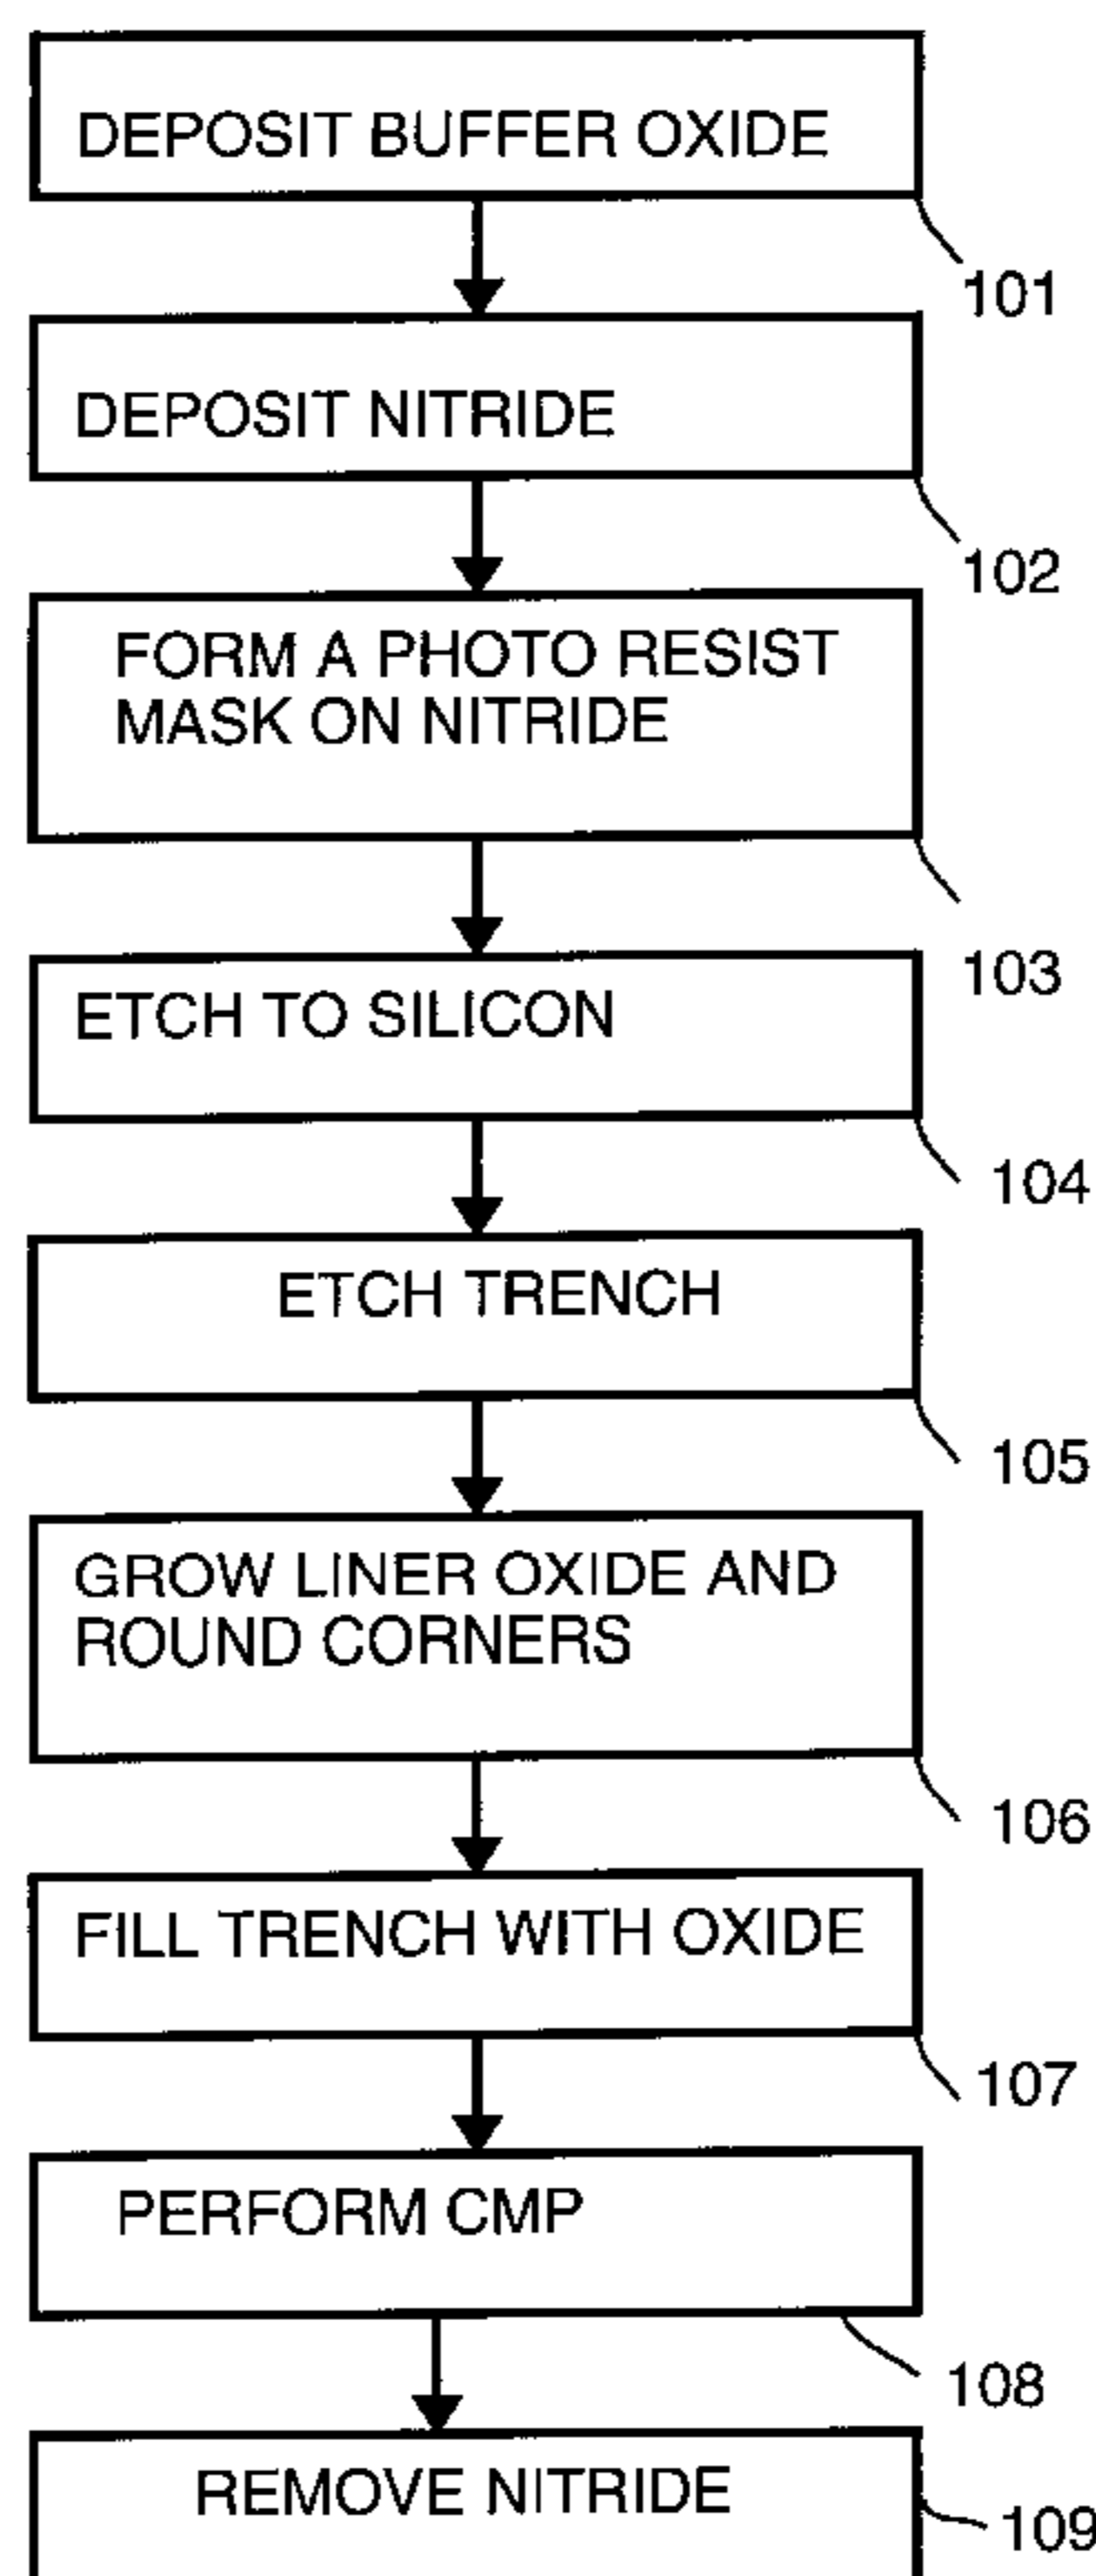 DEPOSIT BUFFER OXIDE
101
DEPOSIT NITRIDE
102
FORM A PHOTO RESIST
MASK ON NITRIDE
103
ETCH TO SILICON
104
ETCH TRENCH
105
GROW LINER OXIDE AND
ROUND CORNERS
106
FILL TRENCH WITH OXIDE
107
PERFORM CMP
108
REMOVE NITRIDE
109